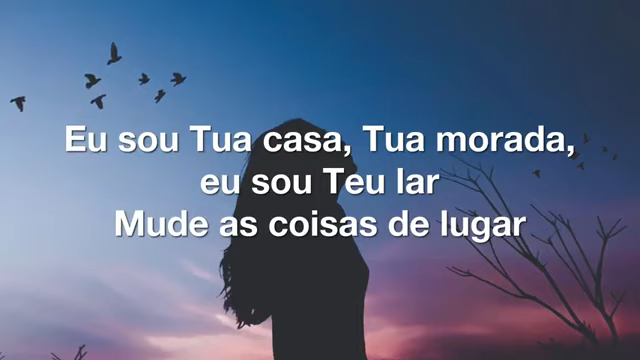 Eu sou Tua casa, Tua morada,
eu sou Teu lar
Mude as coisas de lugar